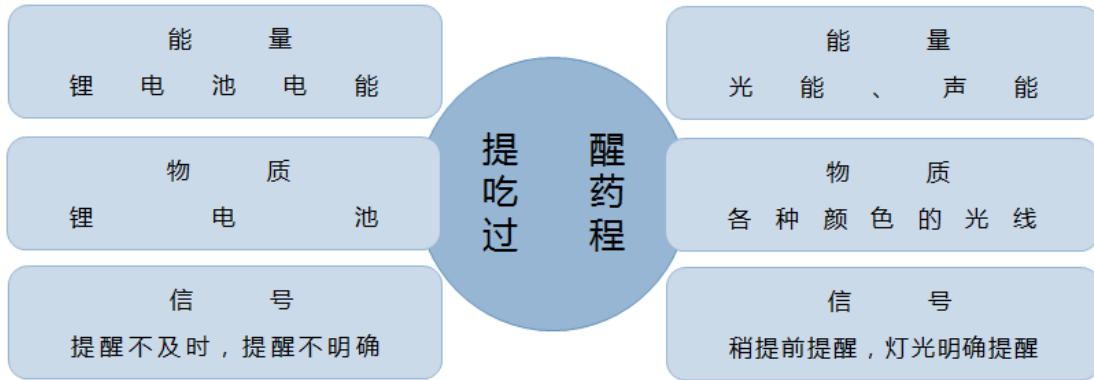 能量
锂电池电能
物质
锂电池
信号
提醒不及时，提醒不明确
提醒
吃药
过程
能量
光能、声能
物质
各种颜色的光线
信号
稍提前提醒，灯光明确提醒